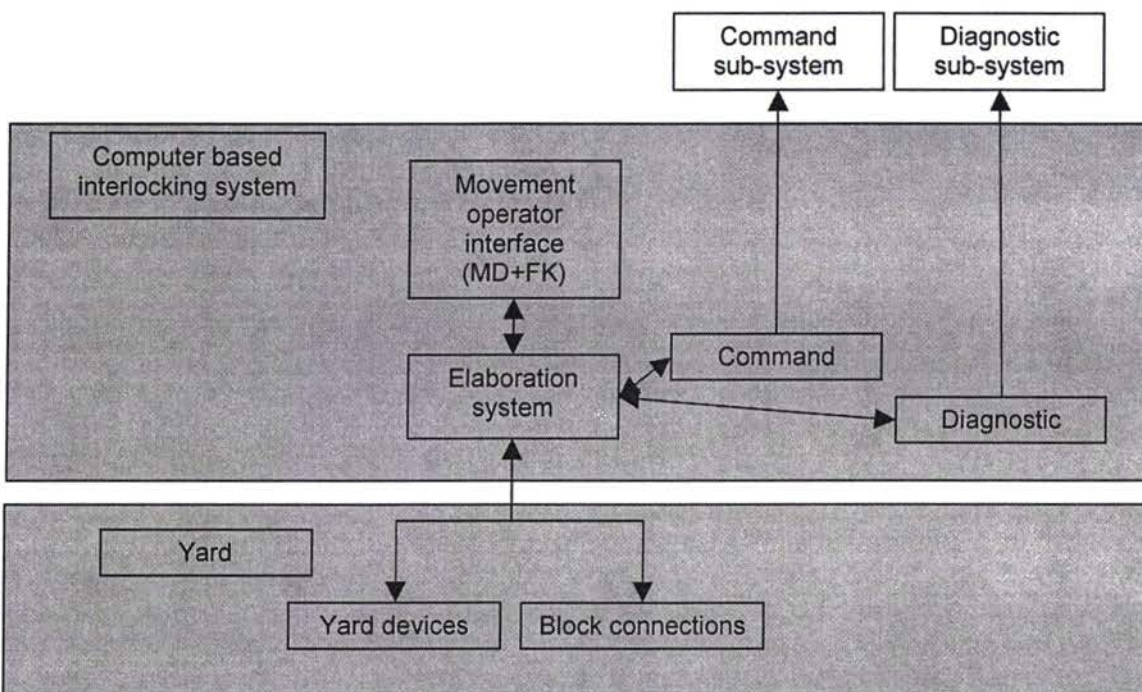 Command
sub-system
Diagnostic
sub-system
Computer based
interlocking system
Movement
operator
interface
(MD+FK)
Command
Elaboration
system
Diagnostic
Yard
Yard devices
Block connections